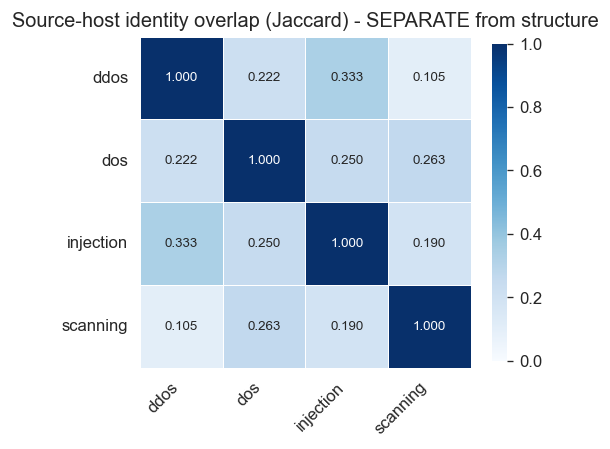 Source-host identity overlap (Jaccard) - SEPARATE from structure
ddos 1.000 0.222 0.333 0.105
dos 0.222 1.000 0.250 0.263
injection 0.333 0.250 1.000 0.190
scanning 0.105 0.263 0.190 1.000
ddos dos injection scanning
1.0
0.8
0.6
0.4
0.2
0.0